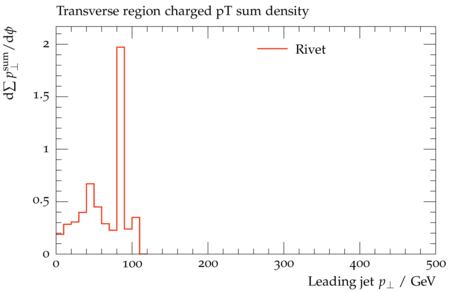 Transverse region charged pT sum density
d∑ p⊥^sum / dϕ
2
1.5
1
0.5
0
Rivet
0 100 200 300 400 500
Leading jet p⊥ / GeV